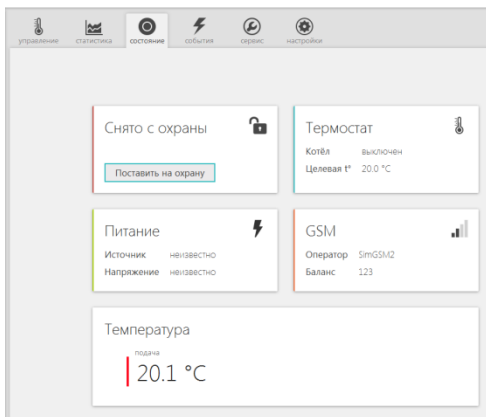 управление статистика состояние события сервис настройки
Снято с охраны
Поставить на охрану
Термостат
Котёл выключен
Целевая t° 20.0 °C
Питание
Источник неизвестно
Напряжение неизвестно
GSM
Оператор SimGSM2
Баланс 123
Температура
подача
20.1 °C